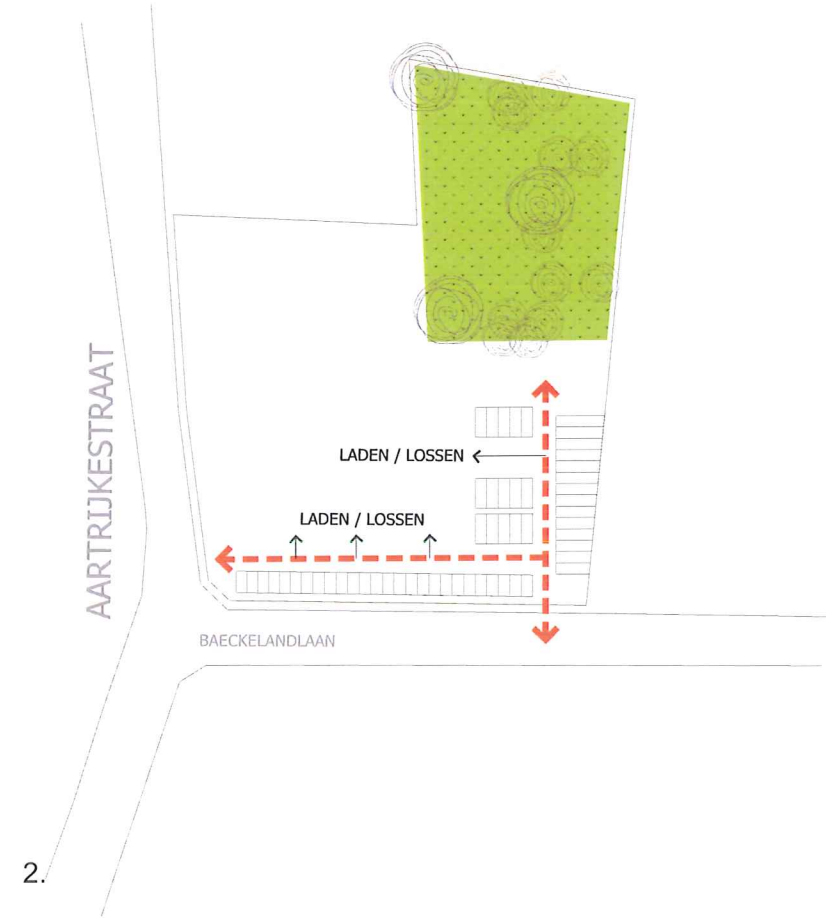 AARTRIJKESTRAAT
LADEN / LOSSEN
LADEN / LOSSEN
BAECKELANDLAAN
2.